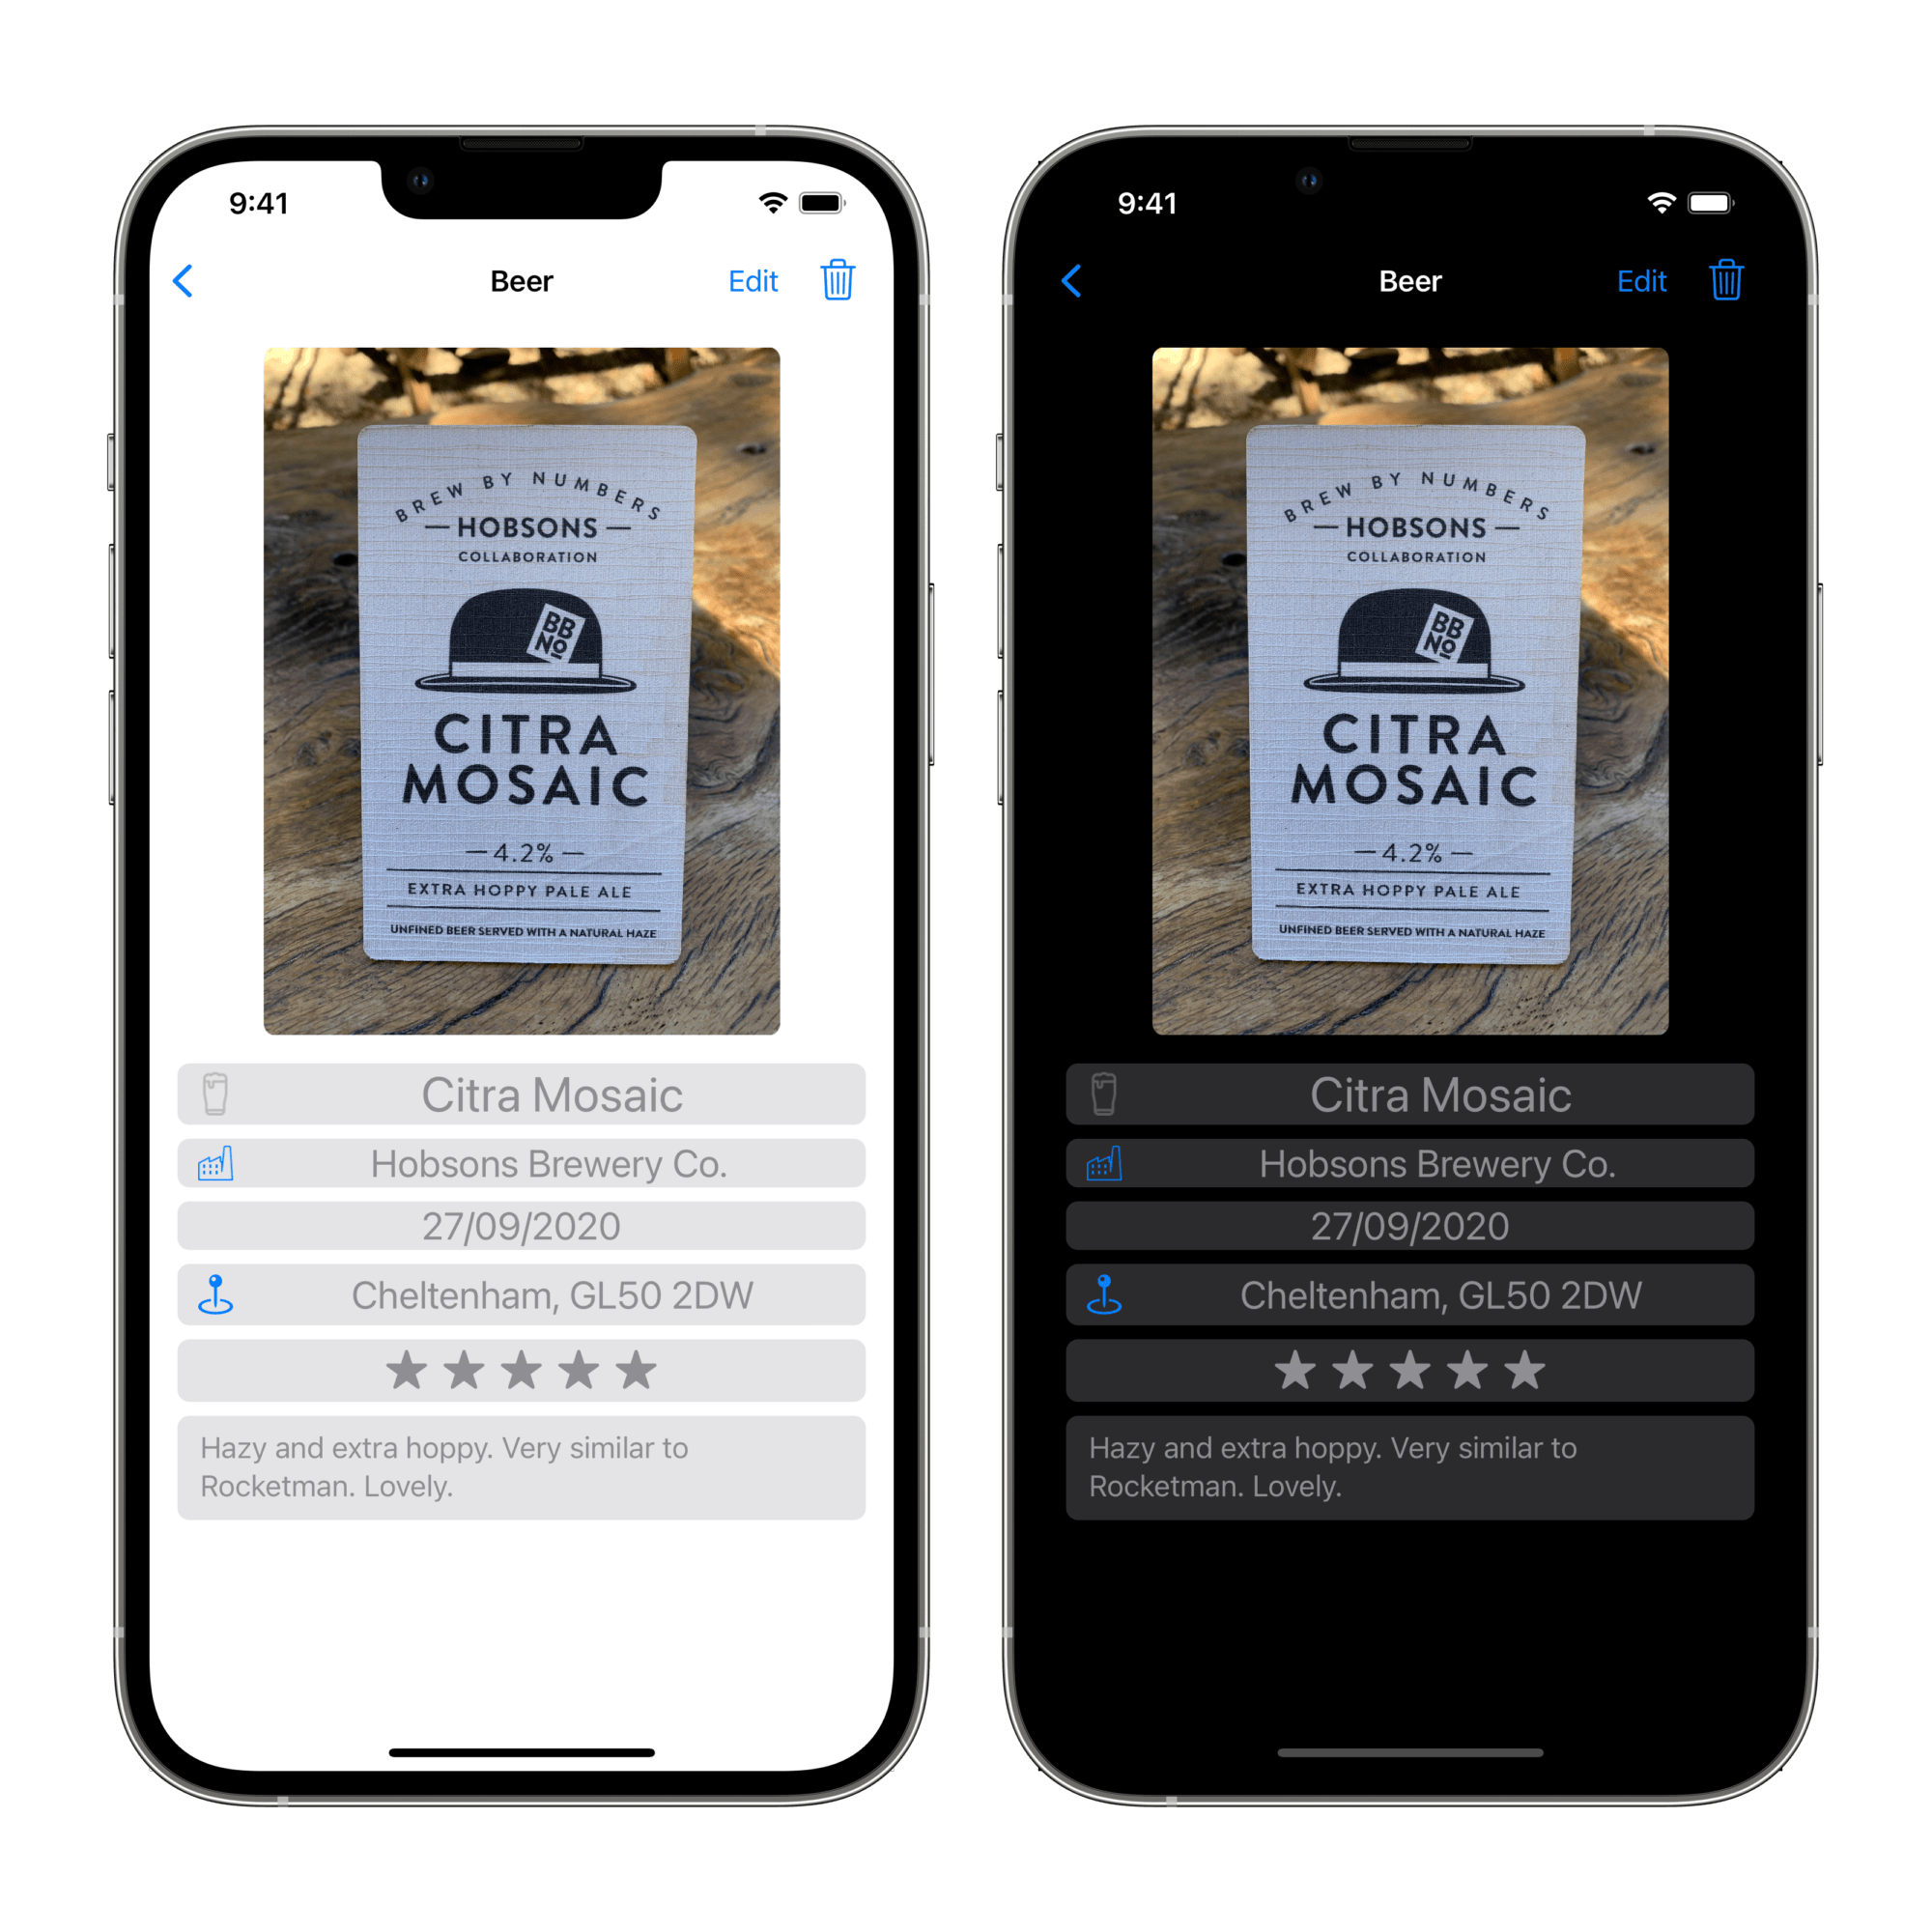 9:41
Beer
Edit
BREW BY NUMBERS
HOBSONS
COLLABORATION
BB
NO
CITRA
MOSAIC
4.2%
EXTRA HOPPY PALE ALE
UNFINED BEER SERVED WITH A NATURAL HAZE
Citra Mosaic
Hobsons Brewery Co.
27/09/2020
Cheltenham, GL50 2DW
Hazy and extra hoppy. Very similar to
Rocketman. Lovely.
9:41
Beer
Edit
BREW BY NUMBERS
HOBSONS
COLLABORATION
BB
NO
CITRA
MOSAIC
4.2%
EXTRA HOPPY PALE ALE
UNFINED BEER SERVED WITH A NATURAL HAZE
Citra Mosaic
Hobsons Brewery Co.
27/09/2020
Cheltenham, GL50 2DW
Hazy and extra hoppy. Very similar to
Rocketman. Lovely.